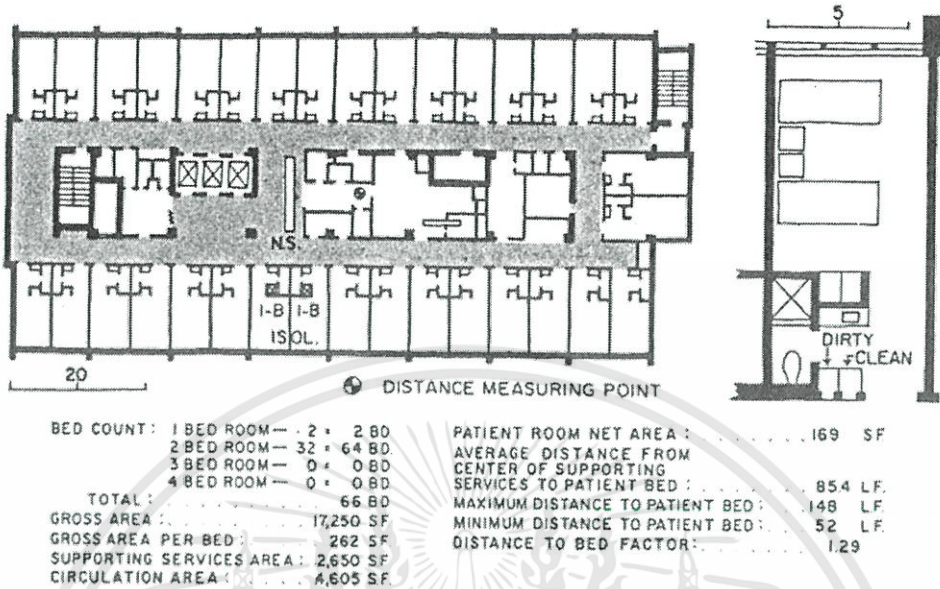 5
N.S.
I-B I-B
ISOL.
20
DISTANCE MEASURING POINT
DIRTY
CLEAN
BED COUNT: 1 BED ROOM — 2 = 2 BD
2 BED ROOM — 32 = 64 BD.
3 BED ROOM — 0 = 0 BD
4 BED ROOM — 0 = 0 BD
TOTAL: 66 BD
GROSS AREA: 17,250 SF
GROSS AREA PER BED: 262 SF
SUPPORTING SERVICES AREA: 2,650 SF
CIRCULATION AREA: 4,605 SF.
PATIENT ROOM NET AREA: 169 SF
AVERAGE DISTANCE FROM
CENTER OF SUPPORTING
SERVICES TO PATIENT BED: 85.4 LF.
MAXIMUM DISTANCE TO PATIENT BED: 148 LF.
MINIMUM DISTANCE TO PATIENT BED: 52 LF.
DISTANCE TO BED FACTOR: 1.29